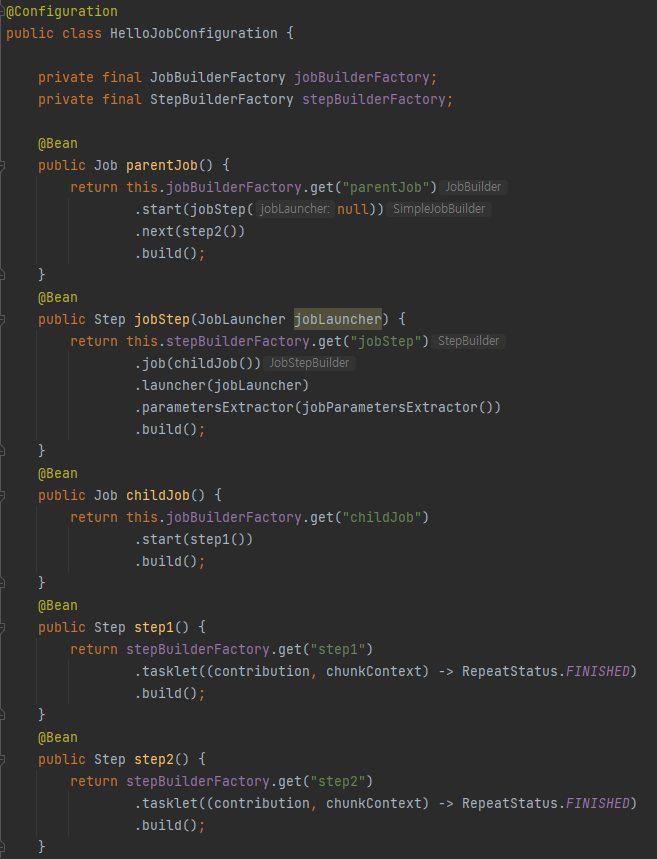 @Configuration
public class HelloJobConfiguration {
    private final JobBuilderFactory jobBuilderFactory;
    private final StepBuilderFactory stepBuilderFactory;
    @Bean
    public Job parentJob() {
        return this.jobBuilderFactory.get("parentJob") JobBuilder
                .start(jobStep( jobLauncher: null)) SimpleJobBuilder
                .next(step2())
                .build();
    }
    @Bean
    public Step jobStep(JobLauncher jobLauncher) {
        return this.stepBuilderFactory.get("jobStep") StepBuilder
                .job(childJob()) JobStepBuilder
                .launcher(jobLauncher)
                .parametersExtractor(jobParametersExtractor())
                .build();
    }
    @Bean
    public Job childJob() {
        return this.jobBuilderFactory.get("childJob")
                .start(step1())
                .build();
    }
    @Bean
    public Step step1() {
        return stepBuilderFactory.get("step1")
                .tasklet((contribution, chunkContext) -> RepeatStatus.FINISHED)
                .build();
    }
    @Bean
    public Step step2() {
        return stepBuilderFactory.get("step2")
                .tasklet((contribution, chunkContext) -> RepeatStatus.FINISHED)
                .build();
    }